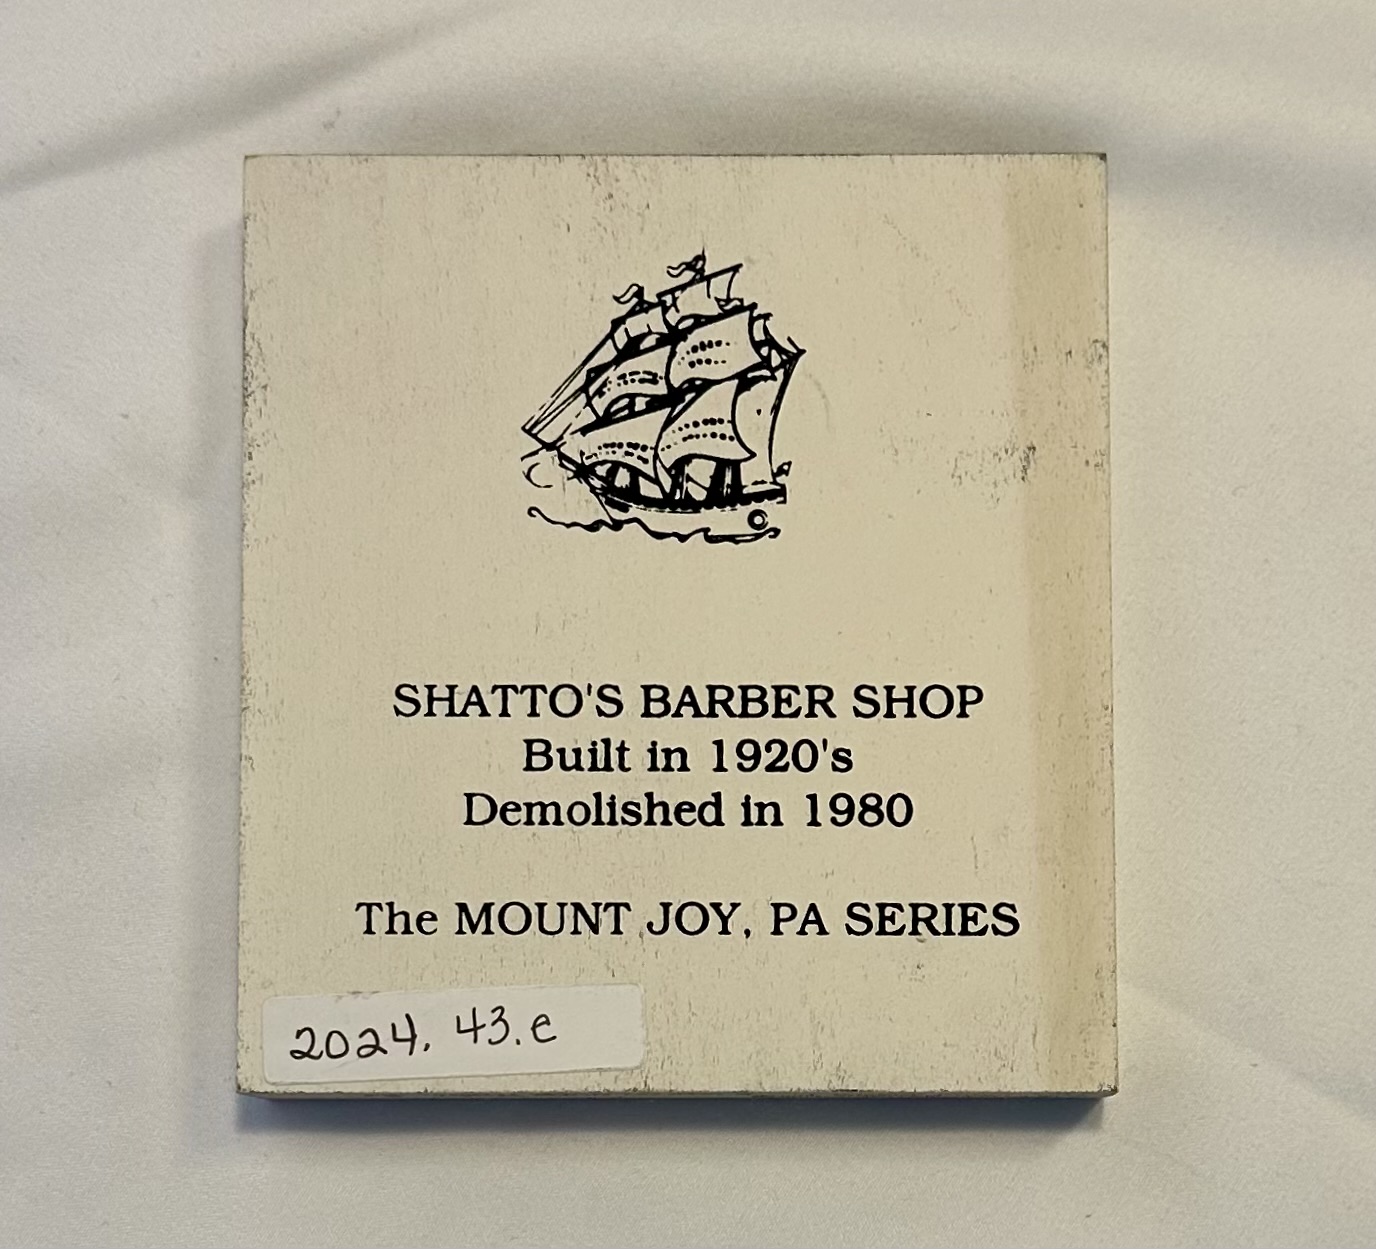 SHATTO'S BARBER SHOP
Built in 1920's
Demolished in 1980
The MOUNT JOY, PA SERIES
2024. 43.e